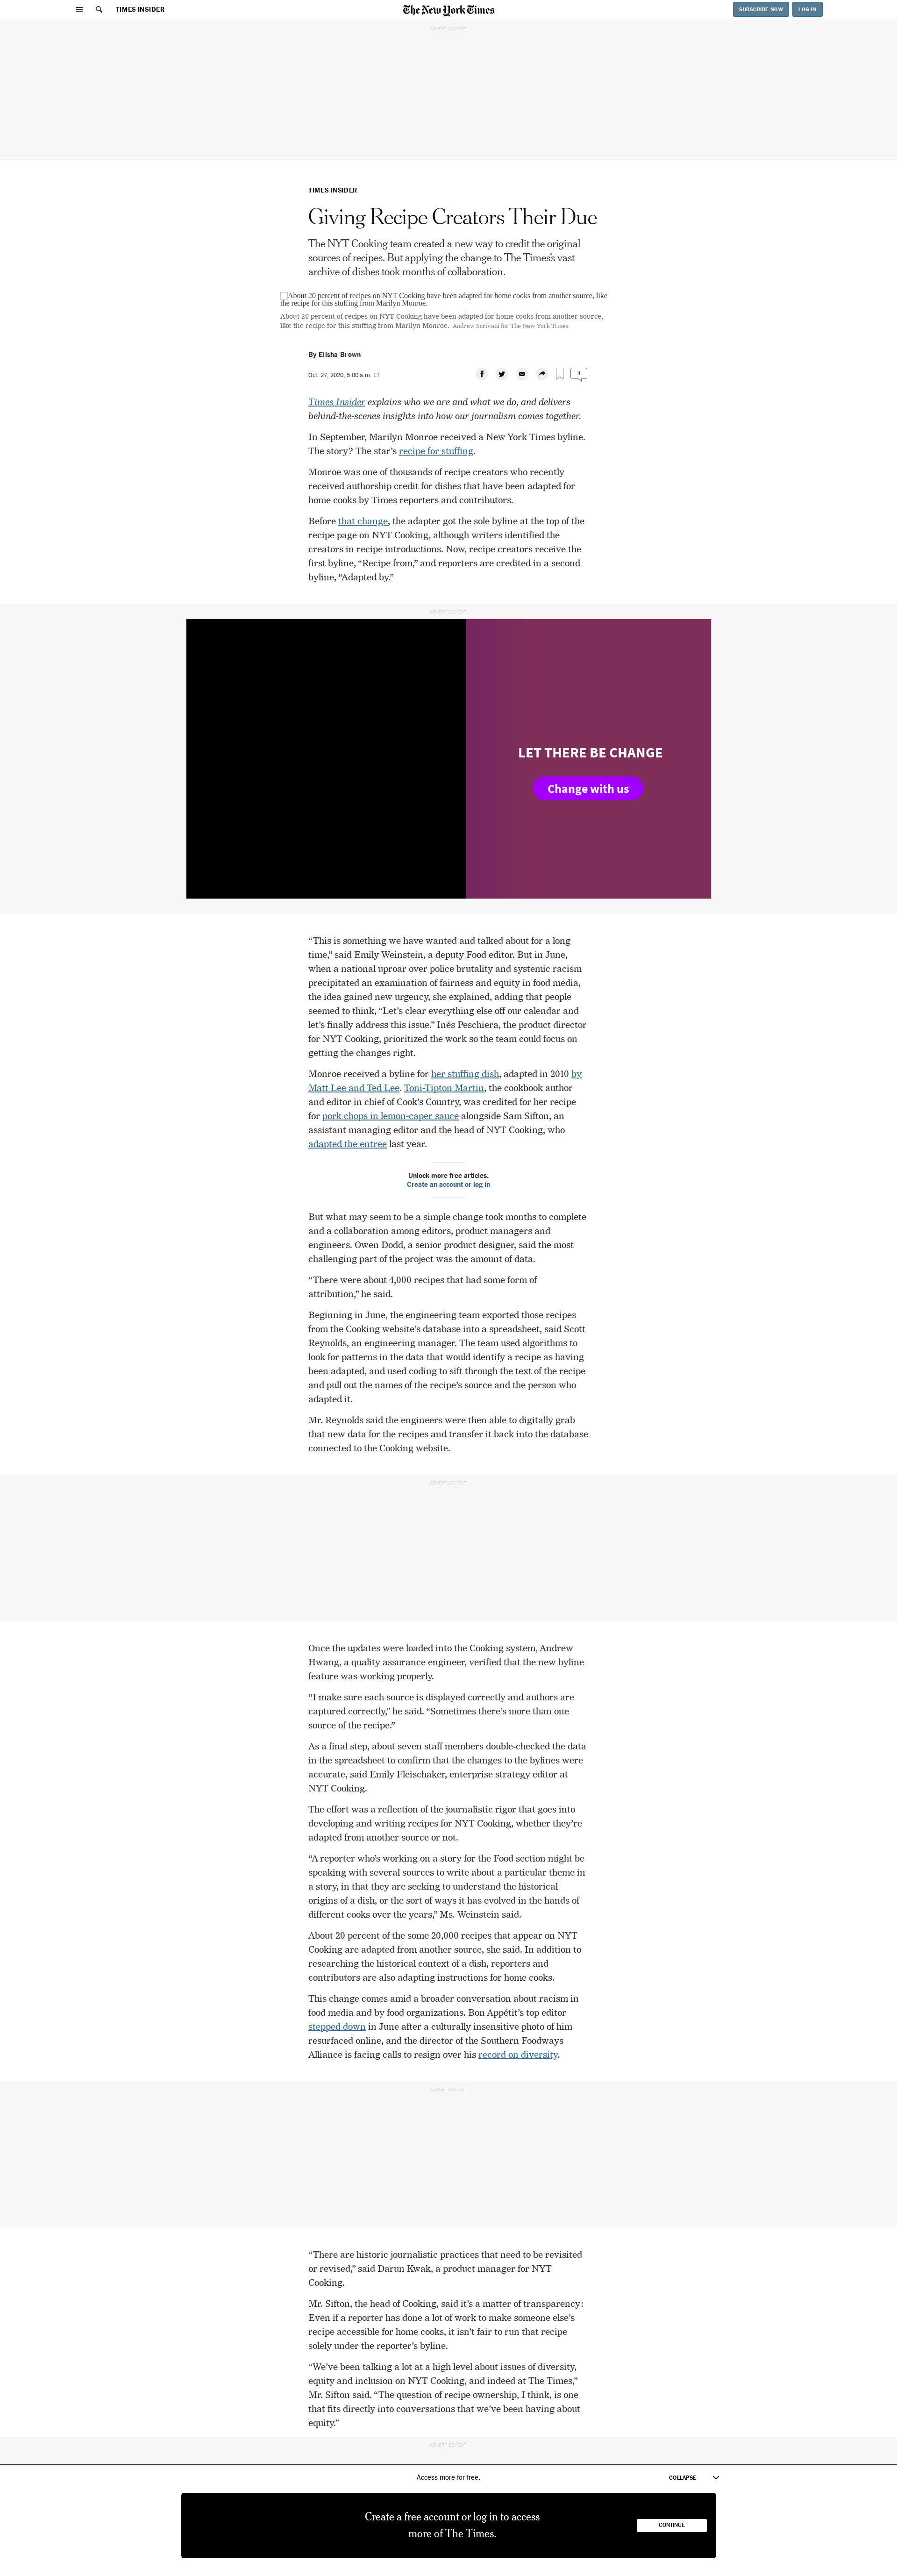 TIMES INSIDER
The New York Times
SUBSCRIBE NOW
LOG IN
ADVERTISEMENT
TIMES INSIDER
Giving Recipe Creators Their Due
The NYT Cooking team created a new way to credit the original
sources of recipes. But applying the change to The Times’s vast
archive of dishes took months of collaboration.
About 20 percent of recipes on NYT Cooking have been adapted for home cooks from another source, like
the recipe for this stuffing from Marilyn Monroe.
About 20 percent of recipes on NYT Cooking have been adapted for home cooks from another source,
like the recipe for this stuffing from Marilyn Monroe. Andrew Scrivani for The New York Times
By Elisha Brown
Oct. 27, 2020, 5:00 a.m. ET
4
Times Insider explains who we are and what we do, and delivers
behind-the-scenes insights into how our journalism comes together.
In September, Marilyn Monroe received a New York Times byline.
The story? The star’s recipe for stuffing.
Monroe was one of thousands of recipe creators who recently
received authorship credit for dishes that have been adapted for
home cooks by Times reporters and contributors.
Before that change, the adapter got the sole byline at the top of the
recipe page on NYT Cooking, although writers identified the
creators in recipe introductions. Now, recipe creators receive the
first byline, “Recipe from,” and reporters are credited in a second
byline, “Adapted by.”
ADVERTISEMENT
LET THERE BE CHANGE
Change with us
“This is something we have wanted and talked about for a long
time,” said Emily Weinstein, a deputy Food editor. But in June,
when a national uproar over police brutality and systemic racism
precipitated an examination of fairness and equity in food media,
the idea gained new urgency, she explained, adding that people
seemed to think, “Let’s clear everything else off our calendar and
let’s finally address this issue.” Inés Peschiera, the product director
for NYT Cooking, prioritized the work so the team could focus on
getting the changes right.
Monroe received a byline for her stuffing dish, adapted in 2010 by
Matt Lee and Ted Lee. Toni-Tipton Martin, the cookbook author
and editor in chief of Cook’s Country, was credited for her recipe
for pork chops in lemon-caper sauce alongside Sam Sifton, an
assistant managing editor and the head of NYT Cooking, who
adapted the entree last year.
Unlock more free articles.
Create an account or log in
But what may seem to be a simple change took months to complete
and a collaboration among editors, product managers and
engineers. Owen Dodd, a senior product designer, said the most
challenging part of the project was the amount of data.
“There were about 4,000 recipes that had some form of
attribution,” he said.
Beginning in June, the engineering team exported those recipes
from the Cooking website’s database into a spreadsheet, said Scott
Reynolds, an engineering manager. The team used algorithms to
look for patterns in the data that would identify a recipe as having
been adapted, and used coding to sift through the text of the recipe
and pull out the names of the recipe’s source and the person who
adapted it.
Mr. Reynolds said the engineers were then able to digitally grab
that new data for the recipes and transfer it back into the database
connected to the Cooking website.
ADVERTISEMENT
Once the updates were loaded into the Cooking system, Andrew
Hwang, a quality assurance engineer, verified that the new byline
feature was working properly.
“I make sure each source is displayed correctly and authors are
captured correctly,” he said. “Sometimes there’s more than one
source of the recipe.”
As a final step, about seven staff members double-checked the data
in the spreadsheet to confirm that the changes to the bylines were
accurate, said Emily Fleischaker, enterprise strategy editor at
NYT Cooking.
The effort was a reflection of the journalistic rigor that goes into
developing and writing recipes for NYT Cooking, whether they’re
adapted from another source or not.
“A reporter who’s working on a story for the Food section might be
speaking with several sources to write about a particular theme in
a story, in that they are seeking to understand the historical
origins of a dish, or the sort of ways it has evolved in the hands of
different cooks over the years,” Ms. Weinstein said.
About 20 percent of the some 20,000 recipes that appear on NYT
Cooking are adapted from another source, she said. In addition to
researching the historical context of a dish, reporters and
contributors are also adapting instructions for home cooks.
This change comes amid a broader conversation about racism in
food media and by food organizations. Bon Appétit’s top editor
stepped down in June after a culturally insensitive photo of him
resurfaced online, and the director of the Southern Foodways
Alliance is facing calls to resign over his record on diversity.
ADVERTISEMENT
“There are historic journalistic practices that need to be revisited
or revised,” said Darun Kwak, a product manager for NYT
Cooking.
Mr. Sifton, the head of Cooking, said it’s a matter of transparency:
Even if a reporter has done a lot of work to make someone else’s
recipe accessible for home cooks, it isn’t fair to run that recipe
solely under the reporter’s byline.
“We’ve been talking a lot at a high level about issues of diversity,
equity and inclusion on NYT Cooking, and indeed at The Times,”
Mr. Sifton said. “The question of recipe ownership, I think, is one
that fits directly into conversations that we’ve been having about
equity.”
ADVERTISEMENT
Access more for free.
COLLAPSE
Create a free account or log in to access
more of The Times.
CONTINUE